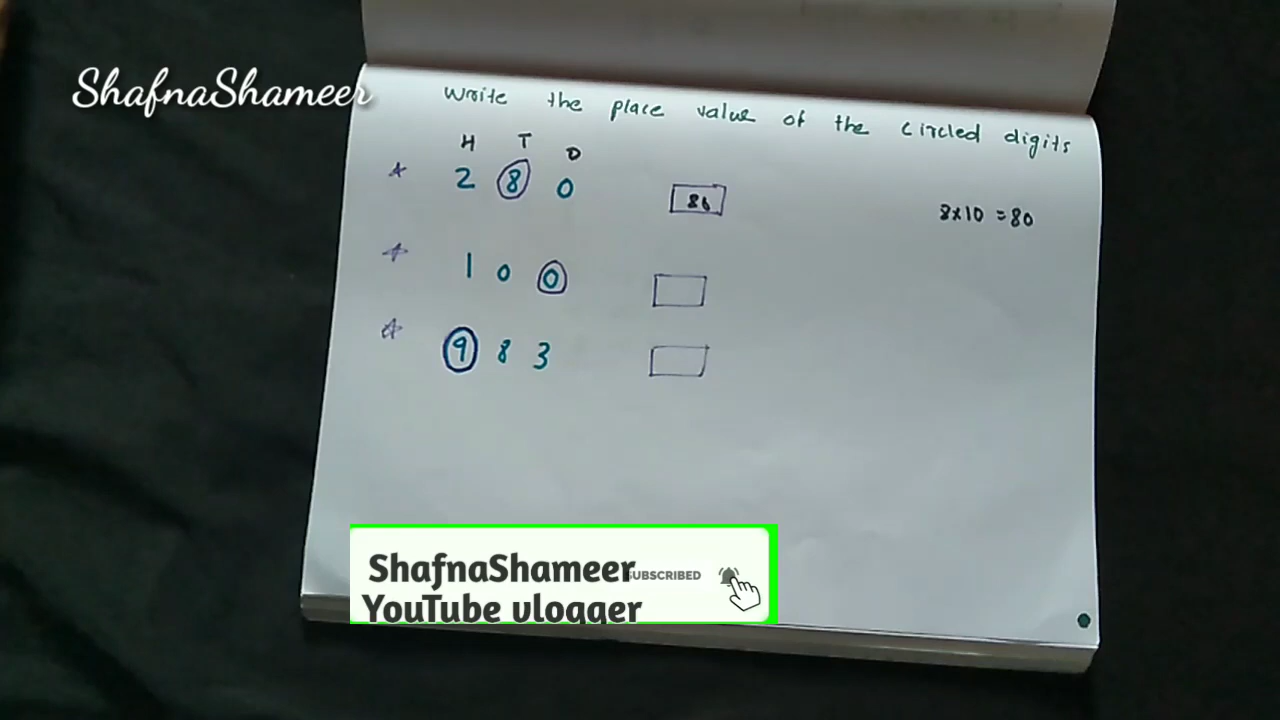 ShafnaShameer
Write the place value of the circled digits
H T O
2 8 0 80 8x10 = 80
1 0 0
9 8 3
ShafnaShameer
SUBSCRIBED
YouTube vlogger